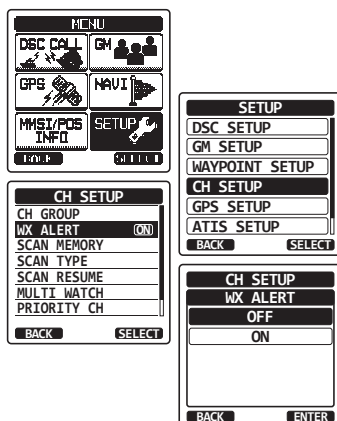 MENU
DSC CALL GM
GPS NAVI
MMSI/POS INFO SETUP
BACK SELECT
SETUP
DSC SETUP
GM SETUP
WAYPOINT SETUP
CH SETUP
GPS SETUP
ATIS SETUP
BACK SELECT
CH SETUP
CH GROUP
WX ALERT ON
SCAN MEMORY
SCAN TYPE
SCAN RESUME
MULTI WATCH
PRIORITY CH
BACK SELECT
CH SETUP
WX ALERT
OFF
ON
BACK ENTER